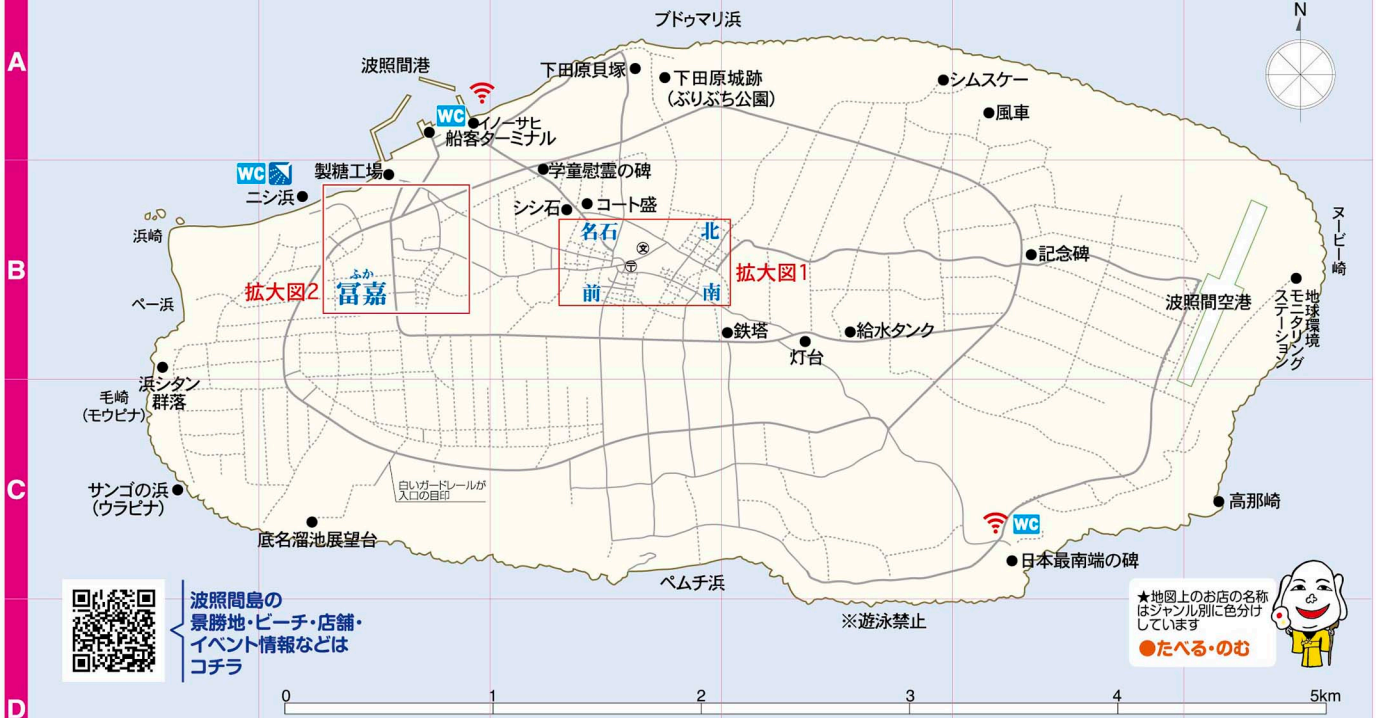 A
B
C
D
N
ブドゥマリ浜
波照間港
下田原貝塚
下田原城跡
(ぶりぶち公園)
シムスケー
風車
WC
イノーサヒ
船客ターミナル
製糖工場
学童慰霊の碑
WC
ニシ浜
シシ石
コート盛
浜崎
名石
文
北
記念碑
ヌービー崎
ペー浜
拡大図2
ふか
冨嘉
前
南
拡大図1
波照間空港
地球環境
モニタリング
ステーション
鉄塔
灯台
給水タンク
浜シタン
群落
毛崎
(モウピナ)
サンゴの浜
(ウラピナ)
白いガードレールが
入口の目印
底名溜池展望台
高那崎
WC
日本最南端の碑
ペムチ浜
※遊泳禁止
波照間島の
景勝地・ビーチ・店舗・
イベント情報などは
コチラ
★地図上のお店の名称
はジャンル別に色分け
しています
●たべる・のむ
0 1 2 3 4 5km